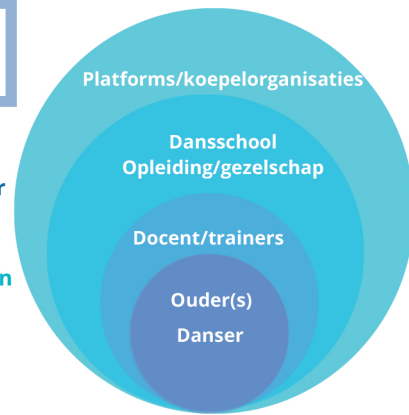 Platforms/koepelorganisaties
Dansschool
Opleiding/gezelschap
Docent/trainers
Ouder(s)
Danser